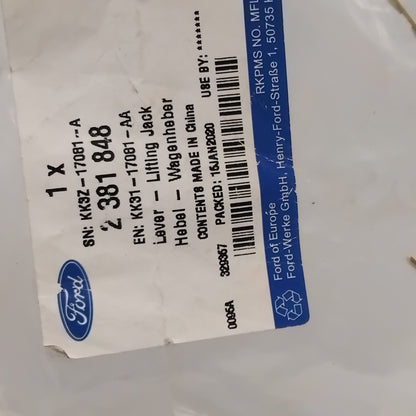 1 X
SN: KK3Z-17081-A
2 381 848
EN: KK31-17081-AA
Lever - Lifting Jack
Hebel - Wagenheber
CONTENTS MADE IN China
PACKED: 15JAN2020 USE BY: *******
329357
0095A
Ford
RKPMS NO. MFL
Ford of Europe
Ford-Werke GmbH, Henry-Ford-Straße 1, 50735